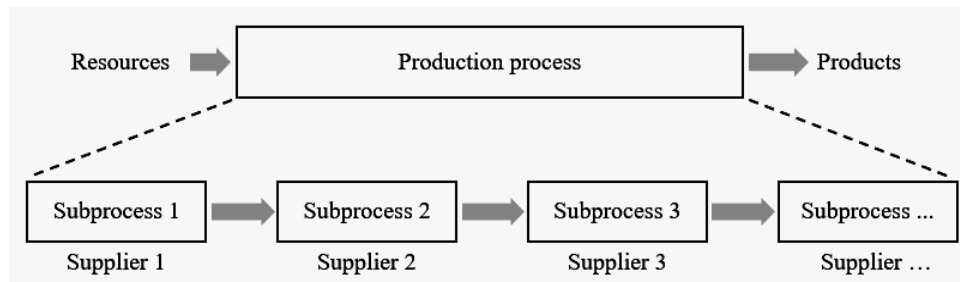 Resources Production process Products
Subprocess 1 Subprocess 2 Subprocess 3 Subprocess ...
Supplier 1 Supplier 2 Supplier 3 Supplier …